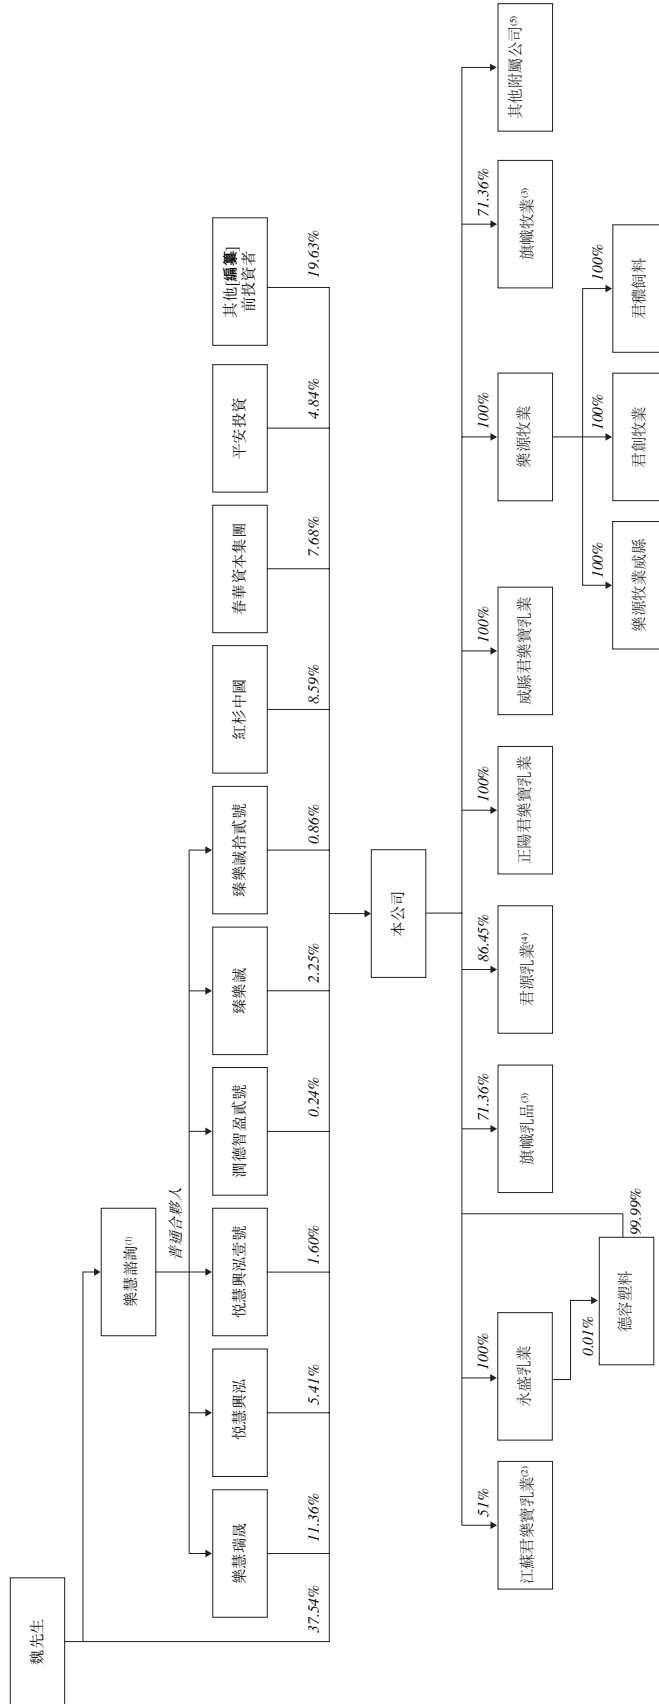 魏先生
樂慧諮詢(1)
普通合夥人
樂慧瑞晟
悦慧興泓
悦慧興泓壹號
潤德智盈貳號
臻樂誠
臻樂誠拾貳號
紅杉中國
春華資本集團
平安投資
其他[編纂]
前投資者
37.54%
11.36%
5.41%
1.60%
0.24%
2.25%
0.86%
8.59%
7.68%
4.84%
19.63%
本公司
51%
100%
71.36%
86.45%
100%
100%
100%
71.36%
江蘇君樂寶乳業(2)
永盛乳業
旗幟乳品(3)
君源乳業(4)
正陽君樂寶乳業
威縣君樂寶乳業
樂源牧業
旗幟牧業(3)
其他附屬公司(5)
0.01%
99.99%
德容塑料
100%
100%
100%
樂源牧業威縣
君創牧業
君穠飼料